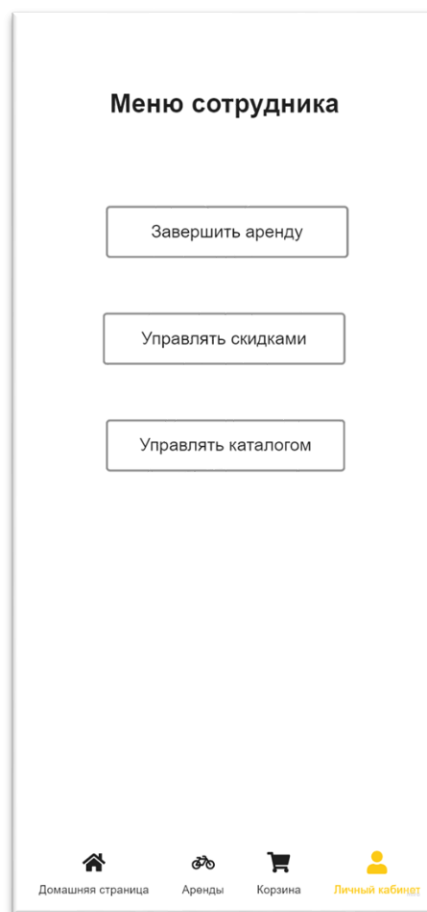 Меню сотрудника
Завершить аренду
Управлять скидками
Управлять каталогом
Домашняя страница
Аренды
Корзина
Личный кабинет